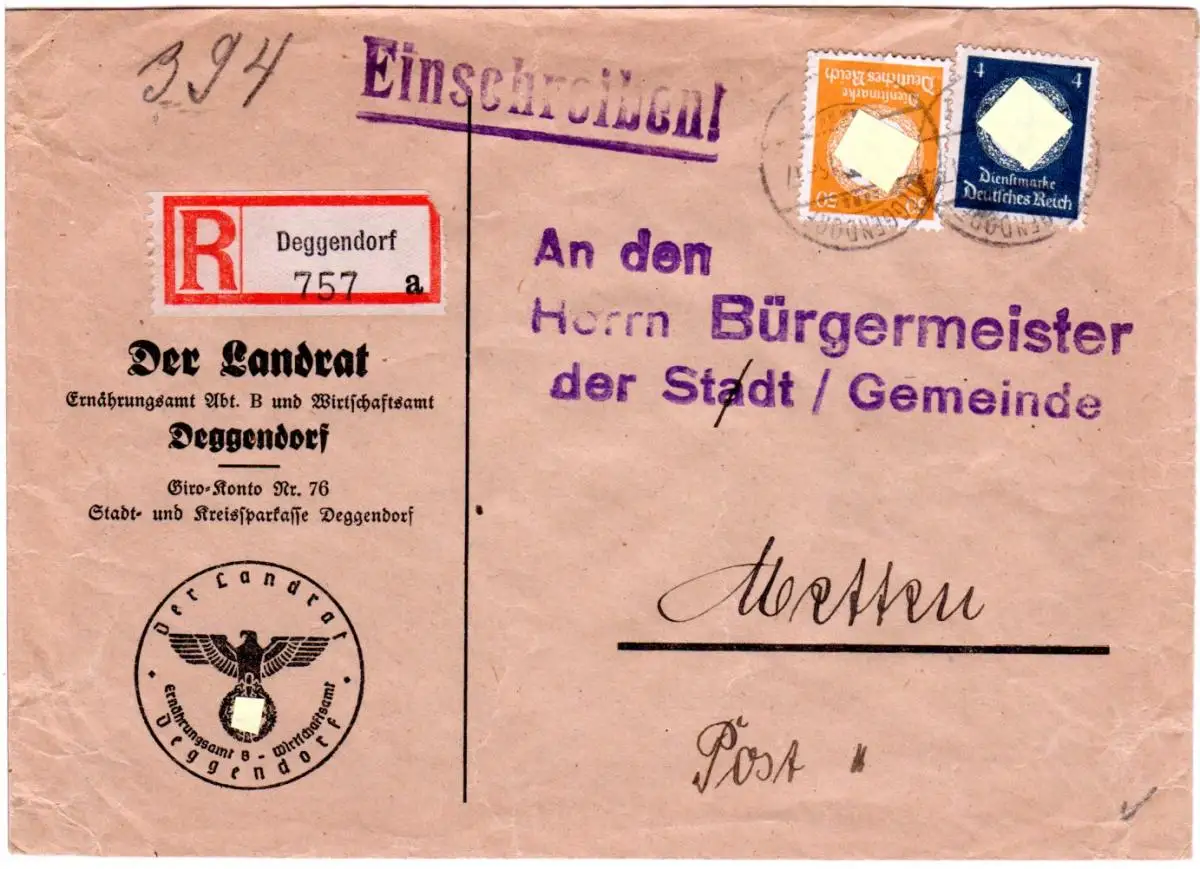 394
Einschreiben!
Dienstmarke
Deutsches Reich
50 50
4 4
Dienstmarke
Deutsches Reich
R
Deggendorf
757 a
An den
Herrn Bürgermeister
der Stadt / Gemeinde
Der Landrat
Ernährungsamt Abt. B und Wirtschaftsamt
Deggendorf
Giro-Konto Nr. 76
Stadt- und Kreissparkasse Deggendorf
Metten
Post "
Der Landrat
Ernährungsamt B - Wirtschaftsamt
Deggendorf